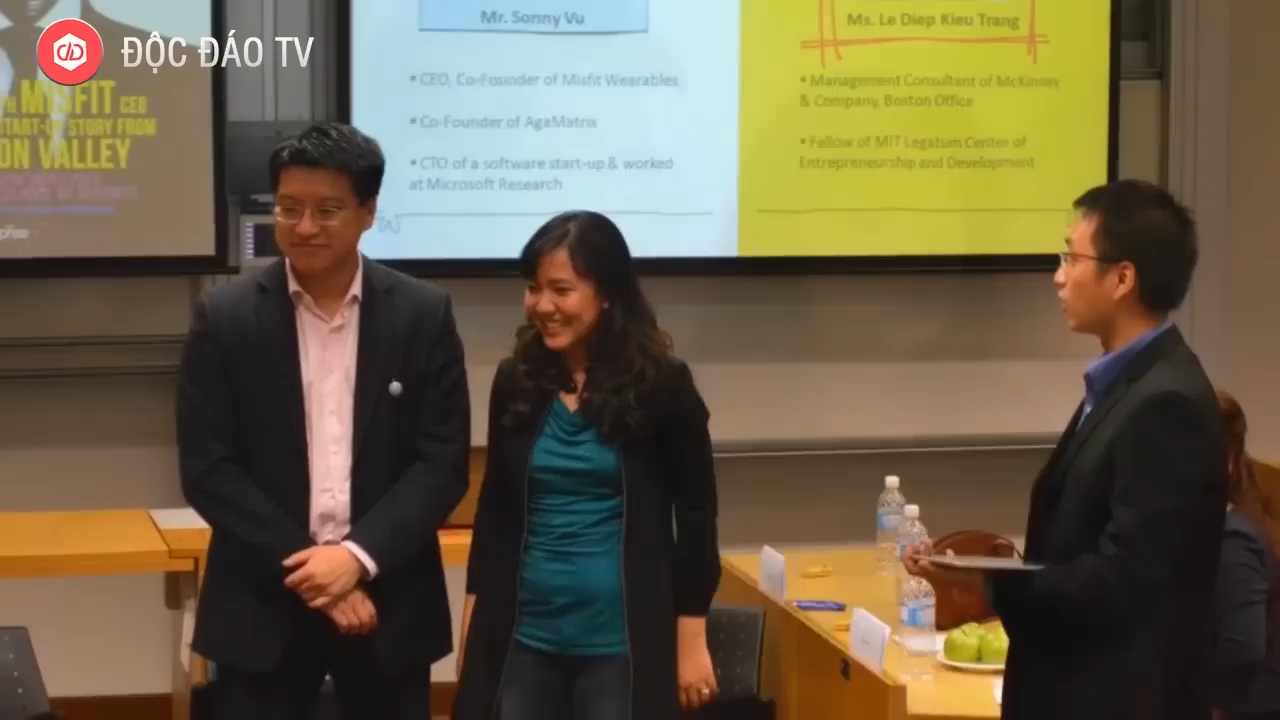 ĐỘC ĐÁO TV
MISFIT CEO
START-UP STORY FROM
ON VALLEY
Mr. Sonny Vu
• CEO, Co-Founder of Misfit Wearables
• Co-Founder of AgaMatrix
• CTO of a software start-up & worked
at Microsoft Research
Ms. Le Diep Kieu Trang
• Management Consultant of McKinsey
& Company, Boston Office
• Fellow of MIT Legatum Center of
Entrepreneurship and Development